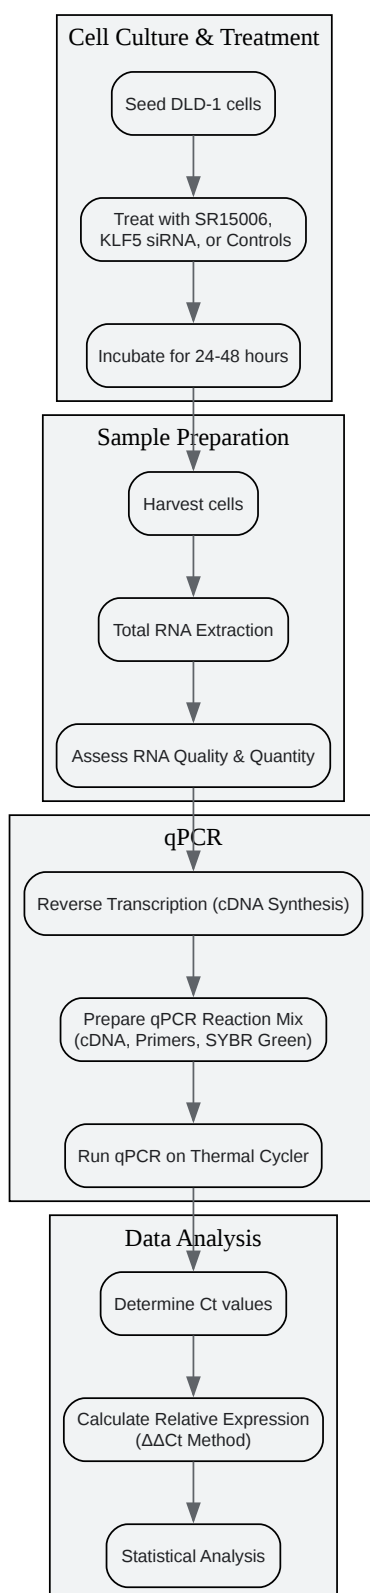 Cell Culture & Treatment
Seed DLD-1 cells
Treat with SR15006,
KLF5 siRNA, or Controls
Incubate for 24-48 hours
Sample Preparation
Harvest cells
Total RNA Extraction
Assess RNA Quality & Quantity
qPCR
Reverse Transcription (cDNA Synthesis)
Prepare qPCR Reaction Mix
(cDNA, Primers, SYBR Green)
Run qPCR on Thermal Cycler
Data Analysis
Determine Ct values
Calculate Relative Expression
(ΔΔCt Method)
Statistical Analysis